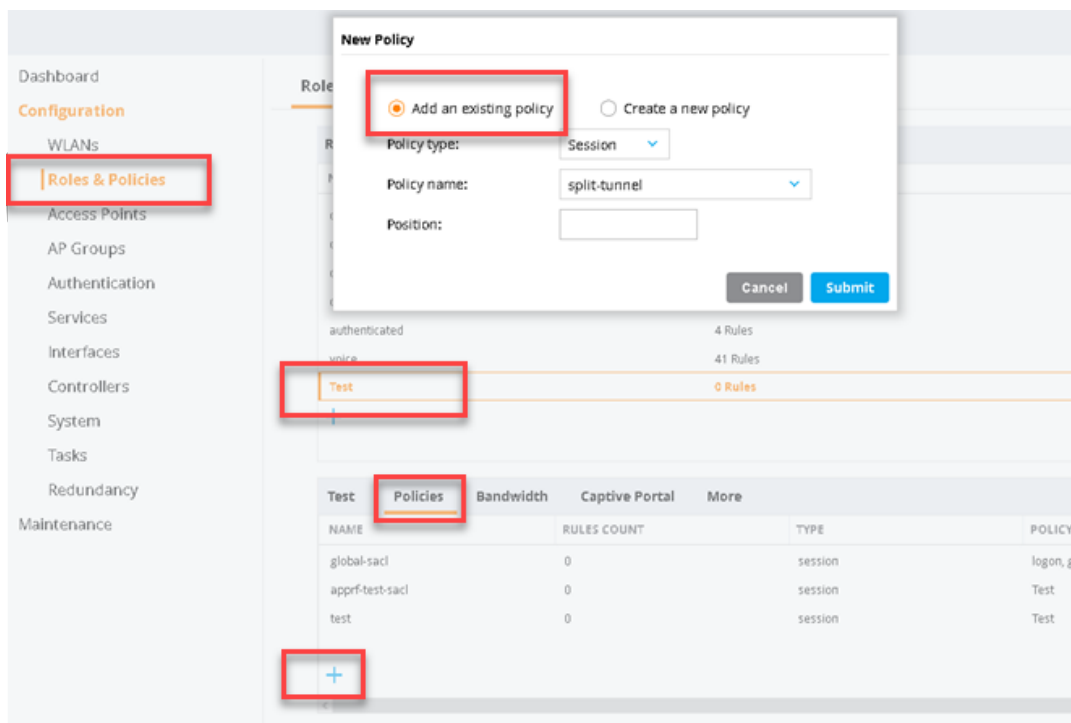 New Policy
Add an existing policy Create a new policy
Policy type: Session
Policy name: split-tunnel
Position:
Cancel Submit
Dashboard
Configuration
WLANs
Roles & Policies
Access Points
AP Groups
Authentication
Services
Interfaces
Controllers
System
Tasks
Redundancy
Maintenance
Role
R
N
authenticated 4 Rules
voice 41 Rules
Test 0 Rules
+
Test Policies Bandwidth Captive Portal More
NAME RULES COUNT TYPE POLICY
global-sacl 0 session logon, g
apprf-test-sacl 0 session Test
test 0 session Test
+